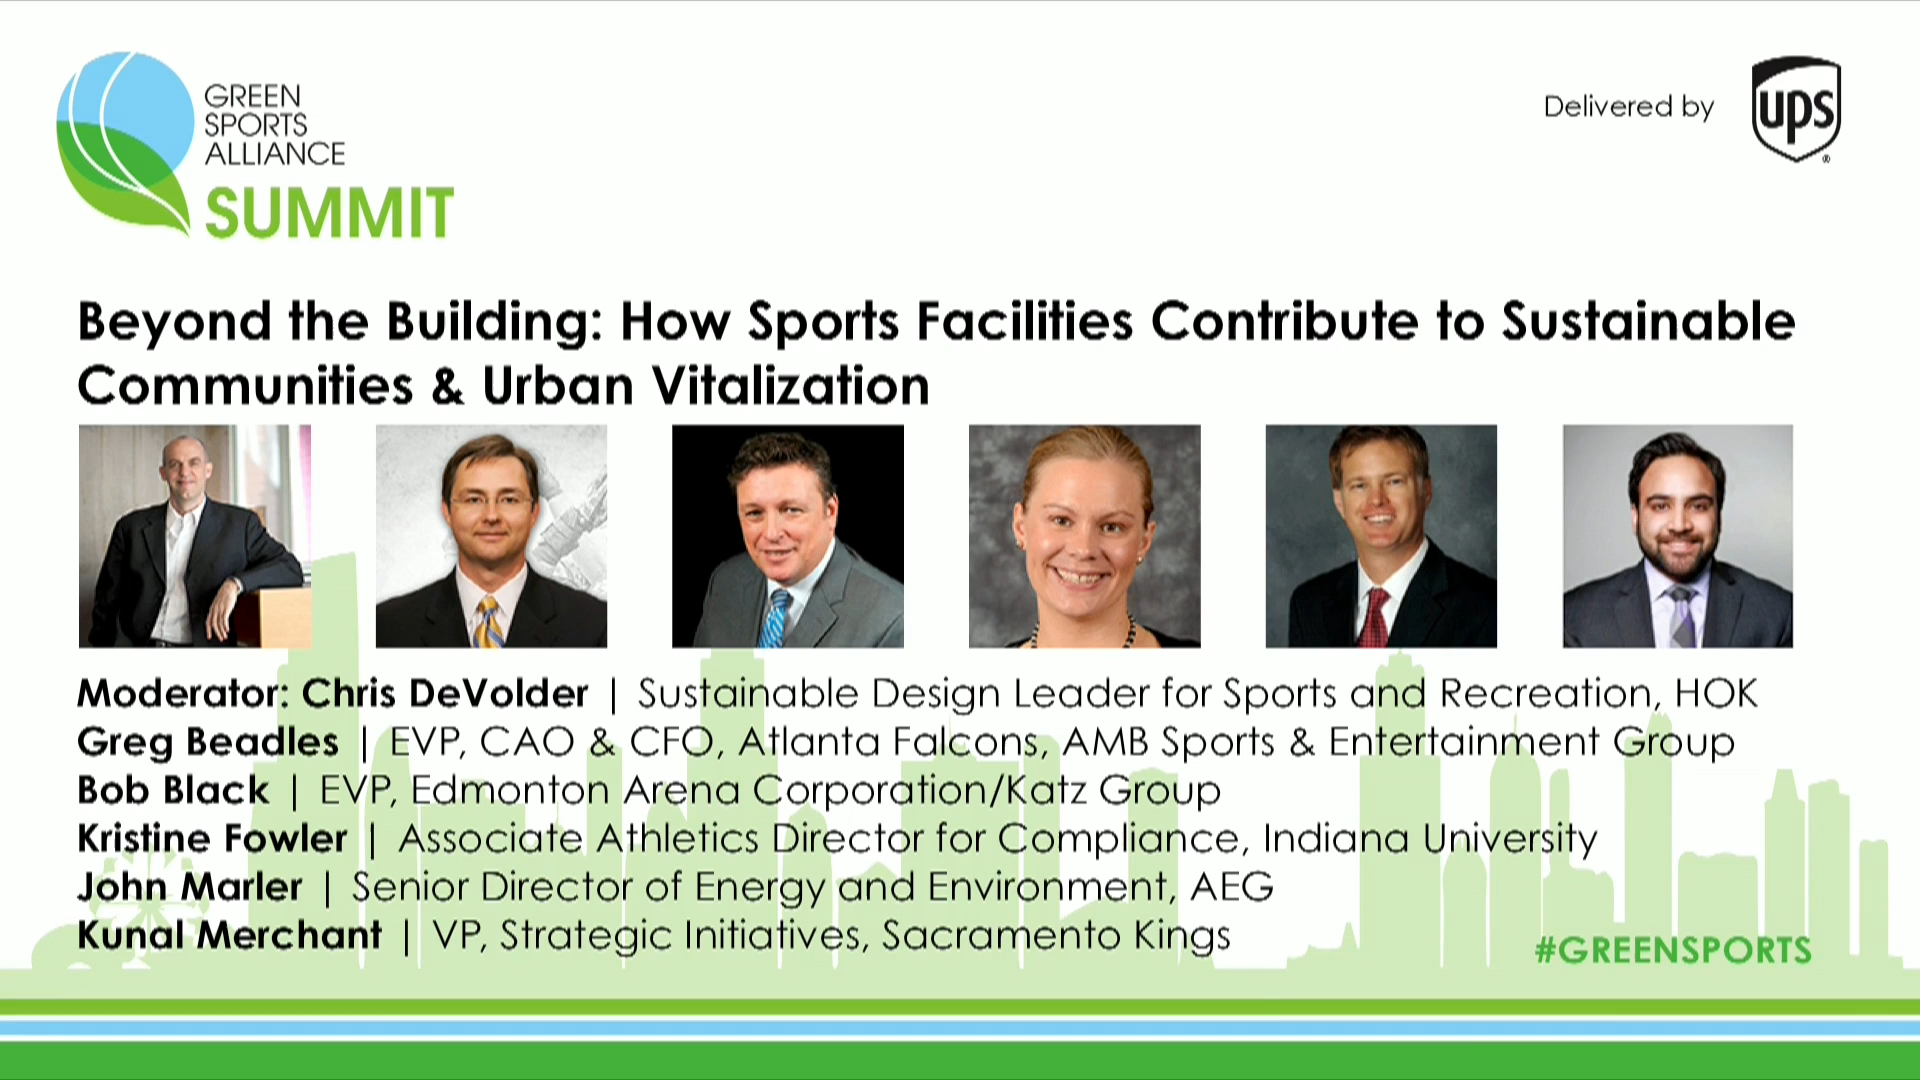 GREEN
SPORTS
ALLIANCE
SUMMIT
Delivered by
ups
®
Beyond the Building: How Sports Facilities Contribute to Sustainable
Communities & Urban Vitalization
Moderator: Chris DeVolder | Sustainable Design Leader for Sports and Recreation, HOK
Greg Beadles | EVP, CAO & CFO, Atlanta Falcons, AMB Sports & Entertainment Group
Bob Black | EVP, Edmonton Arena Corporation/Katz Group
Kristine Fowler | Associate Athletics Director for Compliance, Indiana University
John Marler | Senior Director of Energy and Environment, AEG
Kunal Merchant | VP, Strategic Initiatives, Sacramento Kings
#GREENSPORTS